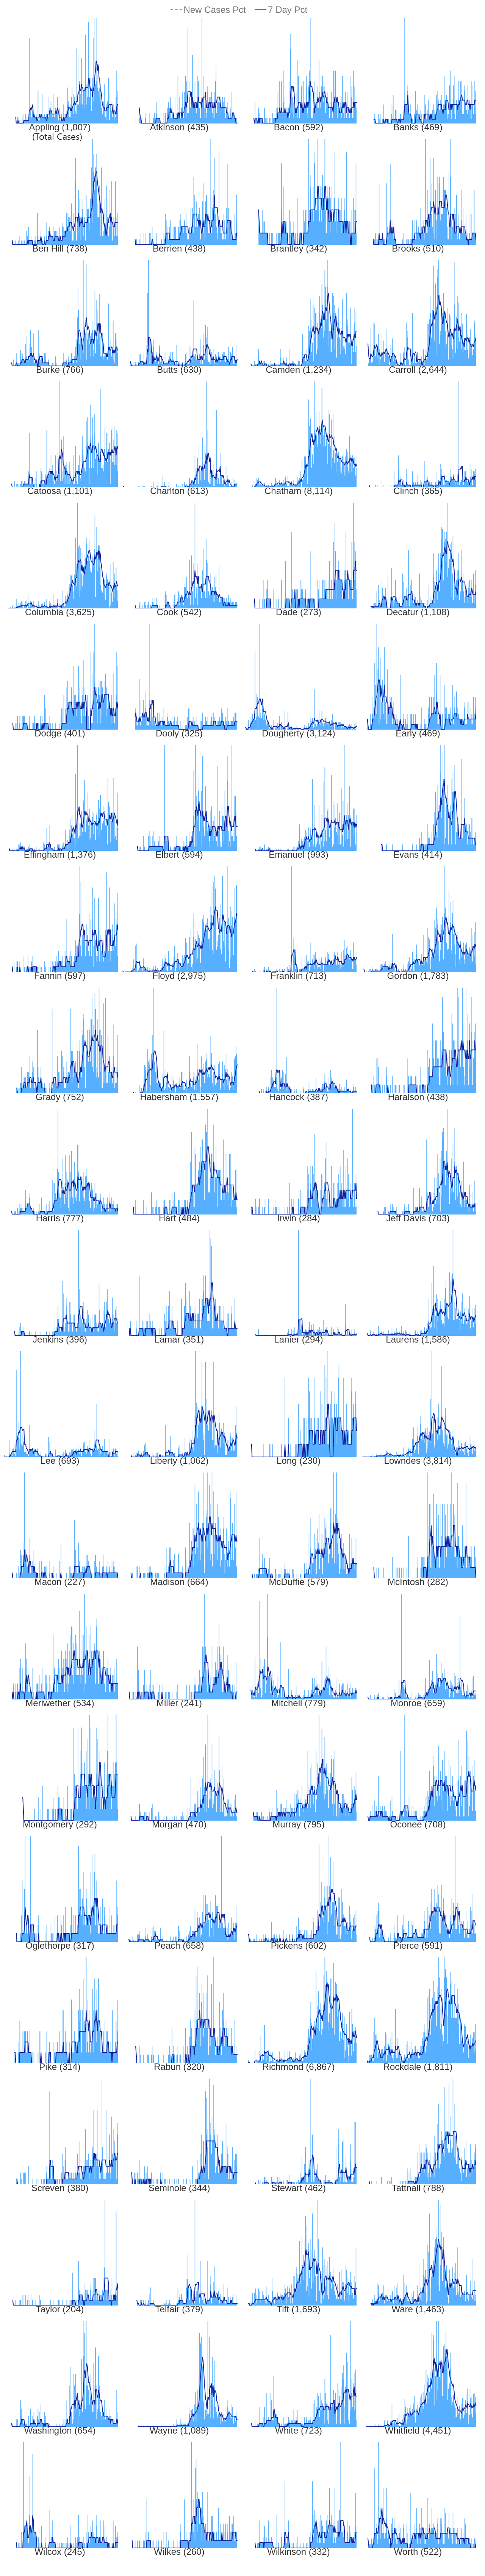 New Cases Pct 7 Day Pct
Appling (1,007) Atkinson (435) Bacon (592) Banks (469)
(Total Cases)
Ben Hill (738) Berrien (438) Brantley (342) Brooks (510)
Burke (766) Butts (630) Camden (1,234) Carroll (2,644)
Catoosa (1,101) Charlton (613) Chatham (8,114) Clinch (365)
Columbia (3,625) Cook (542) Dade (273) Decatur (1,108)
Dodge (401) Dooly (325) Dougherty (3,124) Early (469)
Effingham (1,376) Elbert (594) Emanuel (993) Evans (414)
Fannin (597) Floyd (2,975) Franklin (713) Gordon (1,783)
Grady (752) Habersham (1,557) Hancock (387) Haralson (438)
Harris (777) Hart (484) Irwin (284) Jeff Davis (703)
Jenkins (396) Lamar (351) Lanier (294) Laurens (1,586)
Lee (693) Liberty (1,062) Long (230) Lowndes (3,814)
Macon (227) Madison (664) McDuffie (579) McIntosh (282)
Meriwether (534) Miller (241) Mitchell (779) Monroe (659)
Montgomery (292) Morgan (470) Murray (795) Oconee (708)
Oglethorpe (317) Peach (658) Pickens (602) Pierce (591)
Pike (314) Rabun (320) Richmond (6,867) Rockdale (1,811)
Screven (380) Seminole (344) Stewart (462) Tattnall (788)
Taylor (204) Telfair (379) Tift (1,693) Ware (1,463)
Washington (654) Wayne (1,089) White (723) Whitfield (4,451)
Wilcox (245) Wilkes (260) Wilkinson (332) Worth (522)